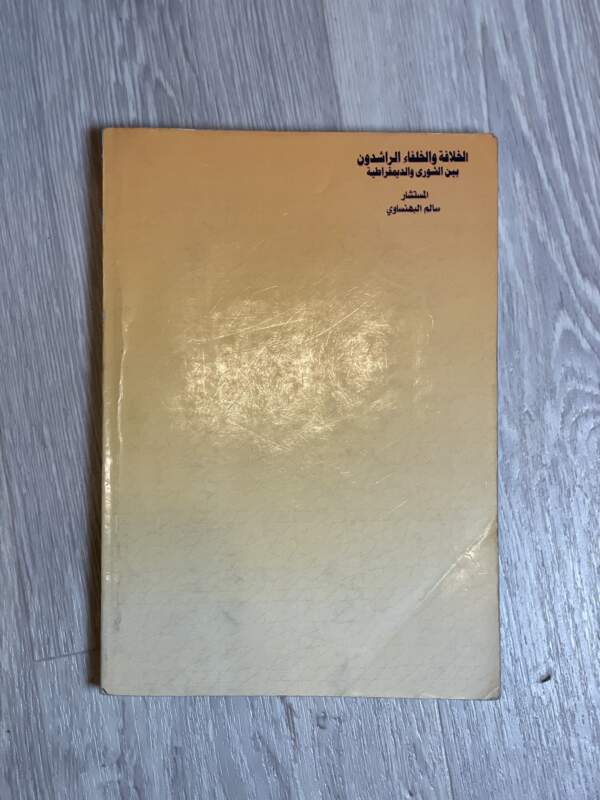 الخلافة والخلفاء الراشدون
بين الشورى والديمقراطية
المستشار
سالم البهنساوي